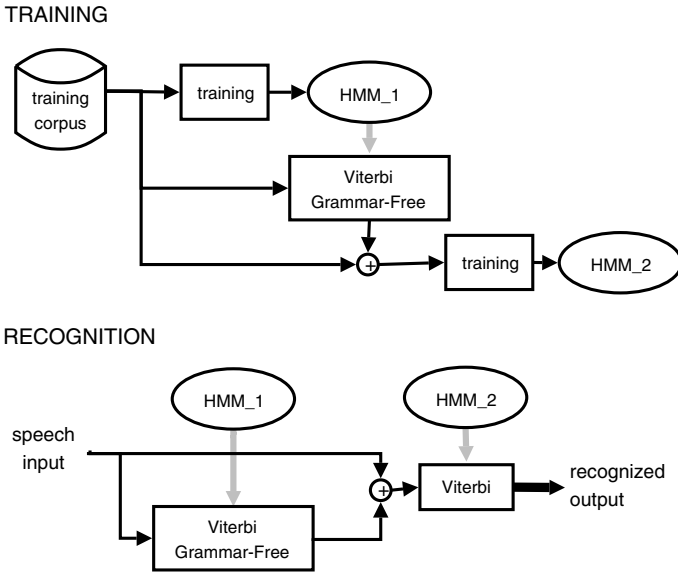 TRAINING
training
corpus
training
HMM_1
Viterbi
Grammar-Free
+
training
HMM_2
RECOGNITION
HMM_1
HMM_2
speech
input
+
Viterbi
recognized
output
Viterbi
Grammar-Free